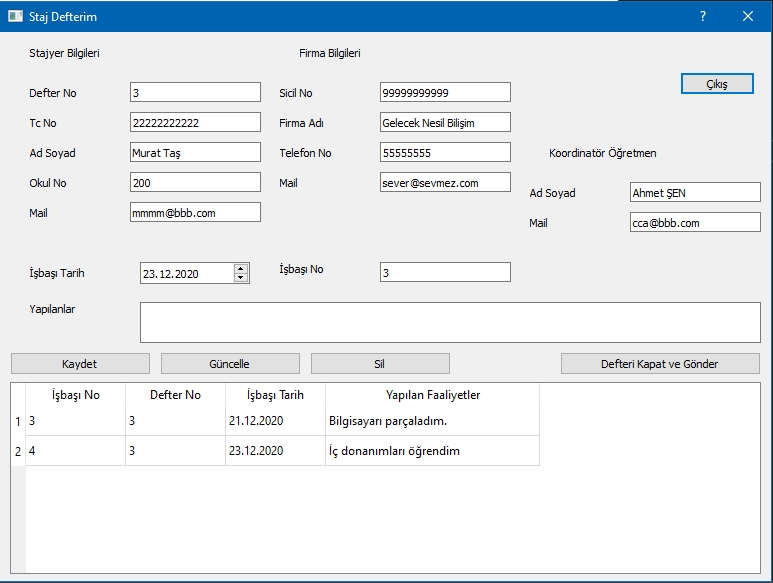 Staj Defterim ?
Stajyer Bilgileri Firma Bilgileri
Çıkış
Defter No 3 Sicil No 99999999999
Tc No 22222222222 Firma Adı Gelecek Nesil Bilişim
Ad Soyad Murat Taş Telefon No 55555555 Koordinatör Öğretmen
Okul No 200 Mail sever@sevmez.com
Ad Soyad Ahmet ŞEN
Mail mmmm@bbb.com
Mail cca@bbb.com
İşbaşı Tarih 23.12.2020 İşbaşı No 3
Yapılanlar
Kaydet Güncelle Sil Defteri Kapat ve Gönder
İşbaşı No Defter No İşbaşı Tarih Yapılan Faaliyetler
1 3 3 21.12.2020 Bilgisayarı parçaladım.
2 4 3 23.12.2020 İç donanımları öğrendim